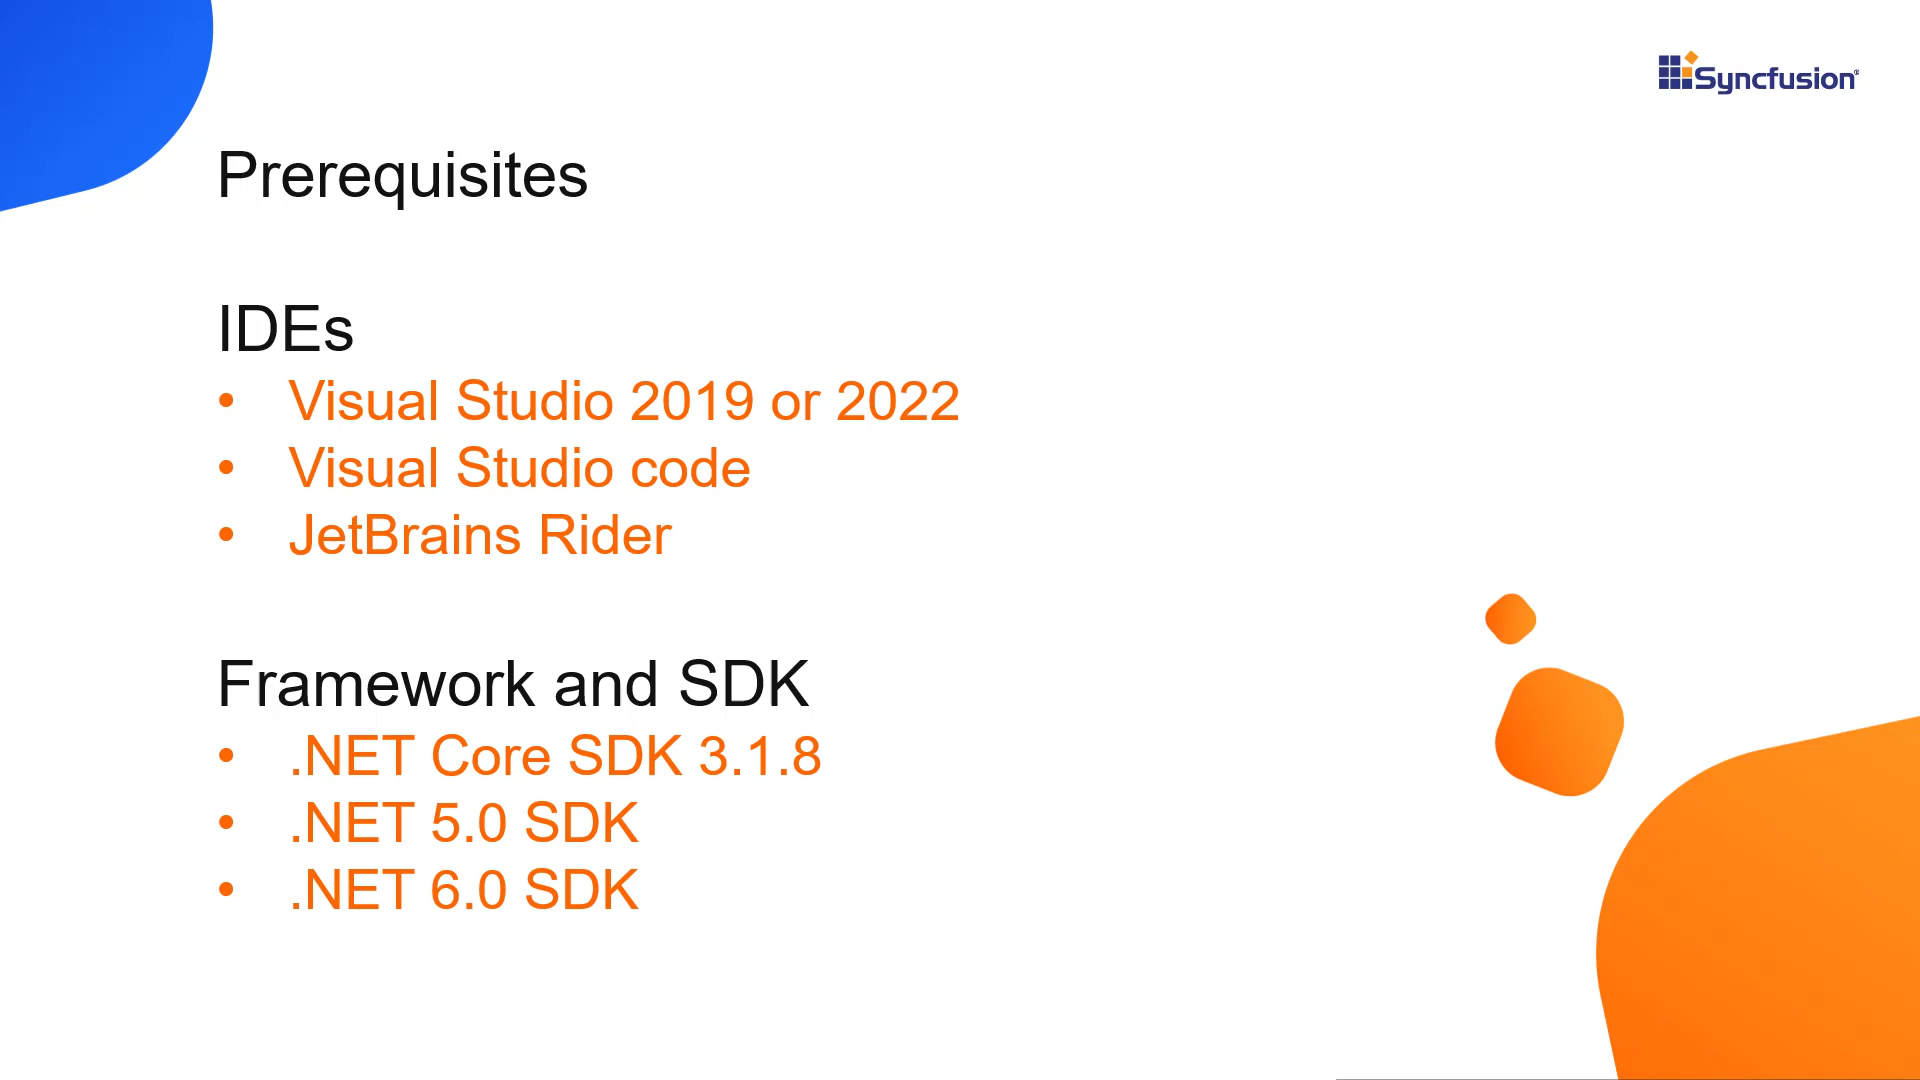 Syncfusion®
Prerequisites
IDEs
• Visual Studio 2019 or 2022
• Visual Studio code
• JetBrains Rider
Framework and SDK
• .NET Core SDK 3.1.8
• .NET 5.0 SDK
• .NET 6.0 SDK